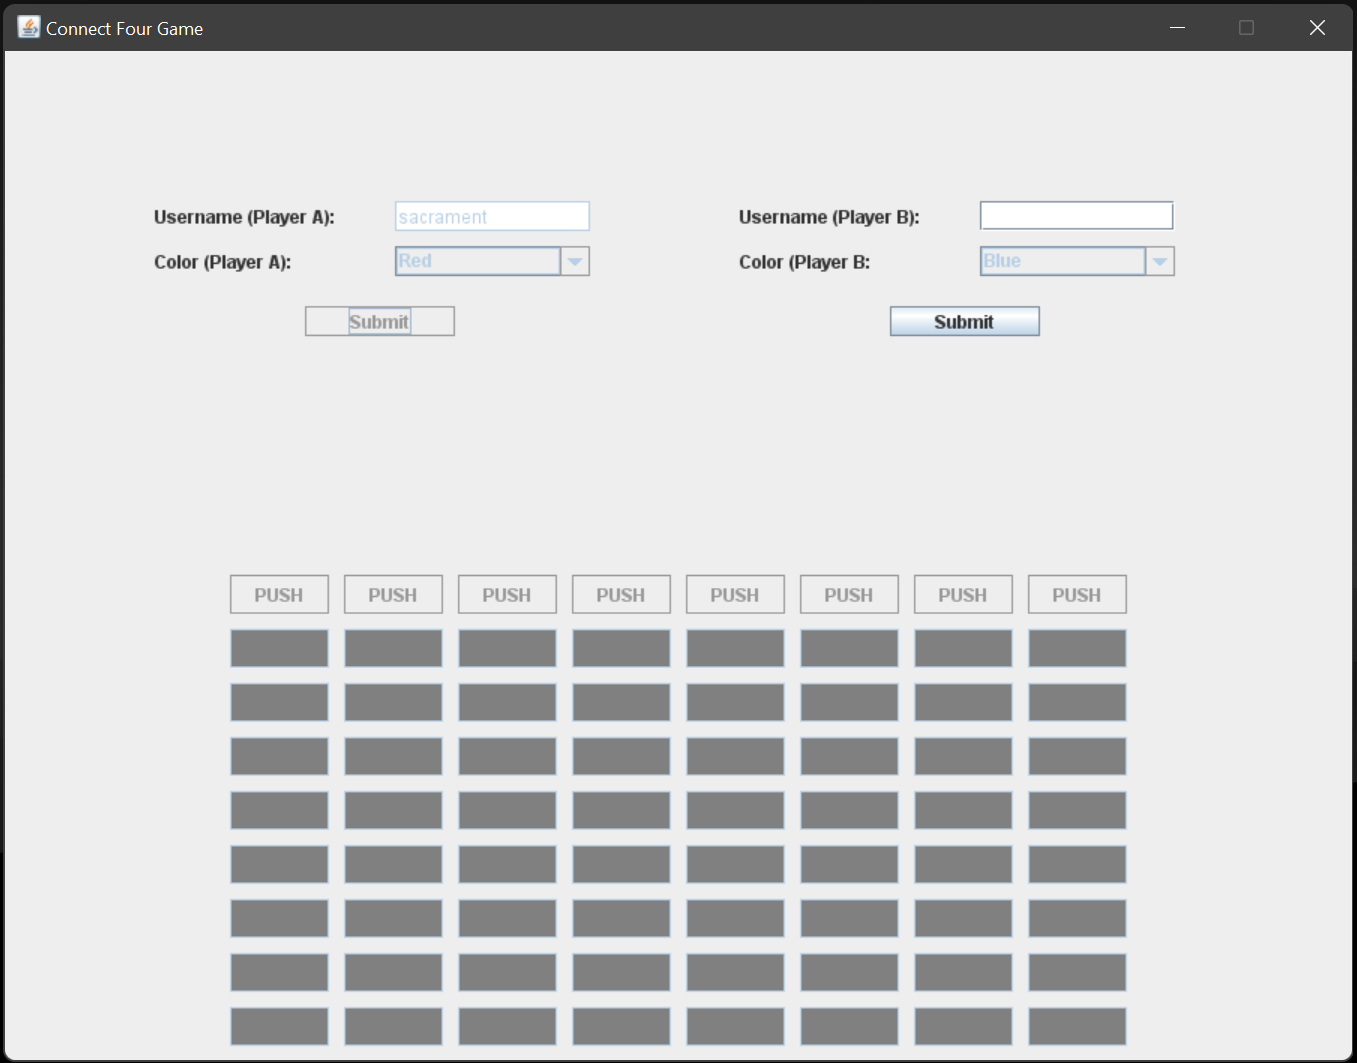 Connect Four Game
Username (Player A): sacrament Username (Player B):
Color (Player A): Red Color (Player B: Blue
Submit Submit
PUSH PUSH PUSH PUSH PUSH PUSH PUSH PUSH